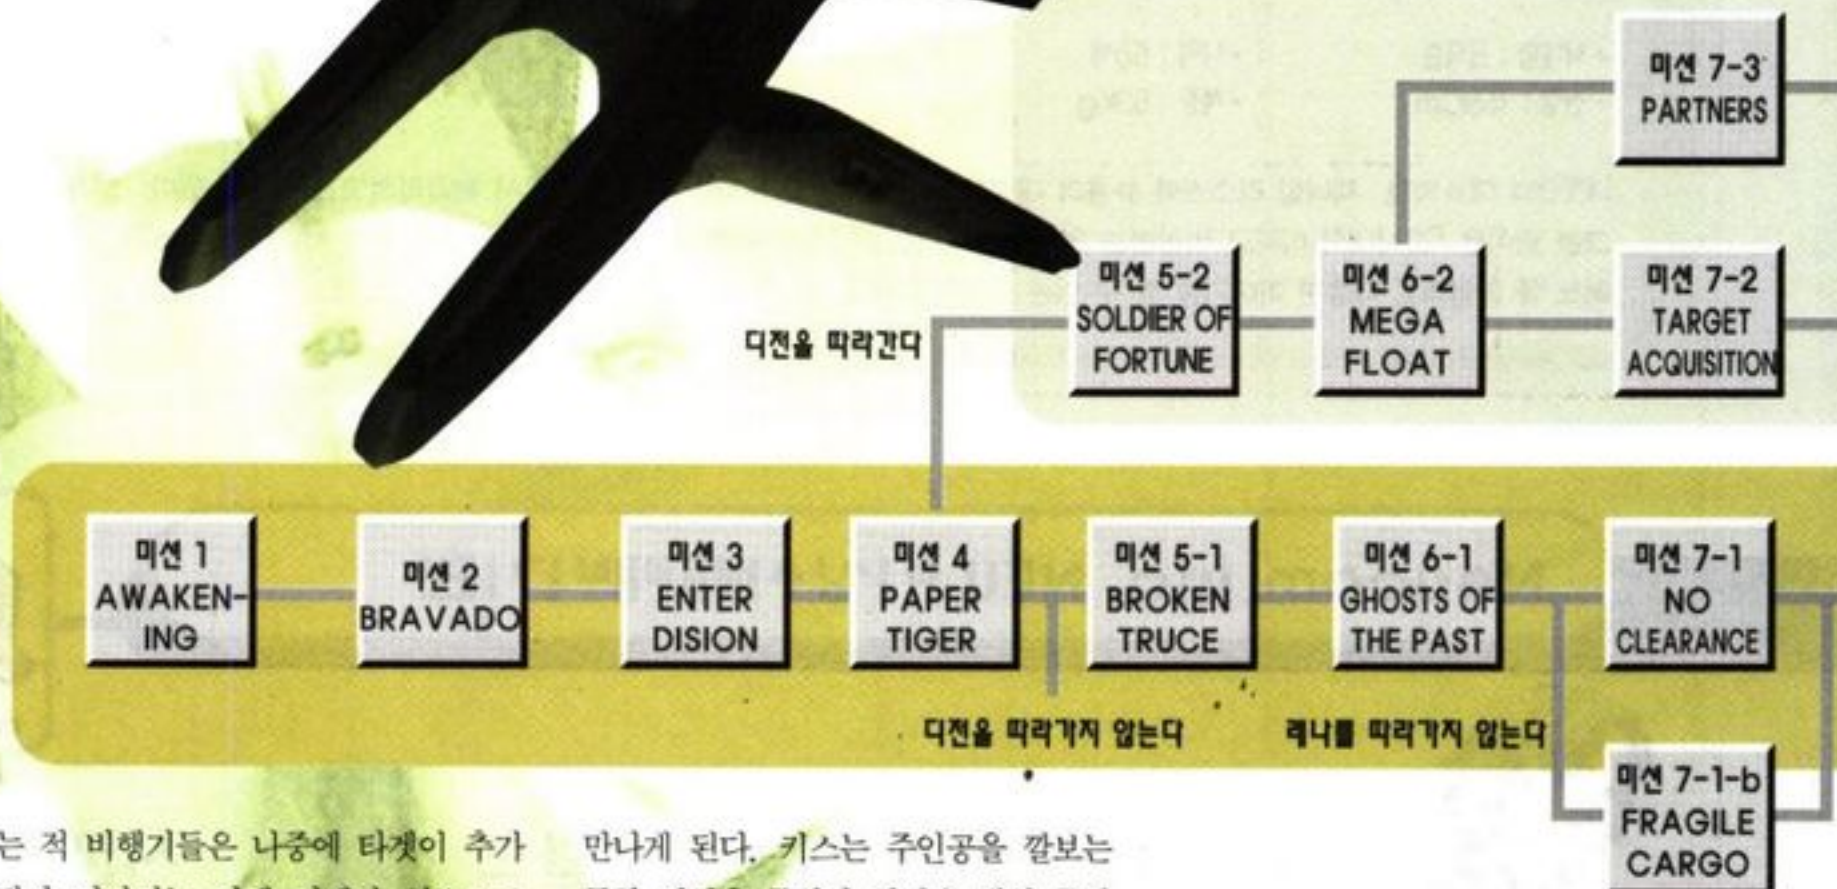 미션 7-3
PARTNERS
미션 5-2
SOLDIER OF
FORTUNE
미션 6-2
MEGA
FLOAT
미션 7-2
TARGET
ACQUISITION
디전을 따라간다
미션 1
AWAKEN-
ING
미션 2
BRAVADO
미션 3
ENTER
DISION
미션 4
PAPER
TIGER
미션 5-1
BROKEN
TRUCE
미션 6-1
GHOSTS OF
THE PAST
미션 7-1
NO
CLEARANCE
디전을 따라가지 않는다
레나를 따라가지 않는다
미션 7-1-b
FRAGILE
CARGO
는 적 비행기들은 나중에 타겟이 추가
만나게 된다. 키스는 주인공을 깔보는